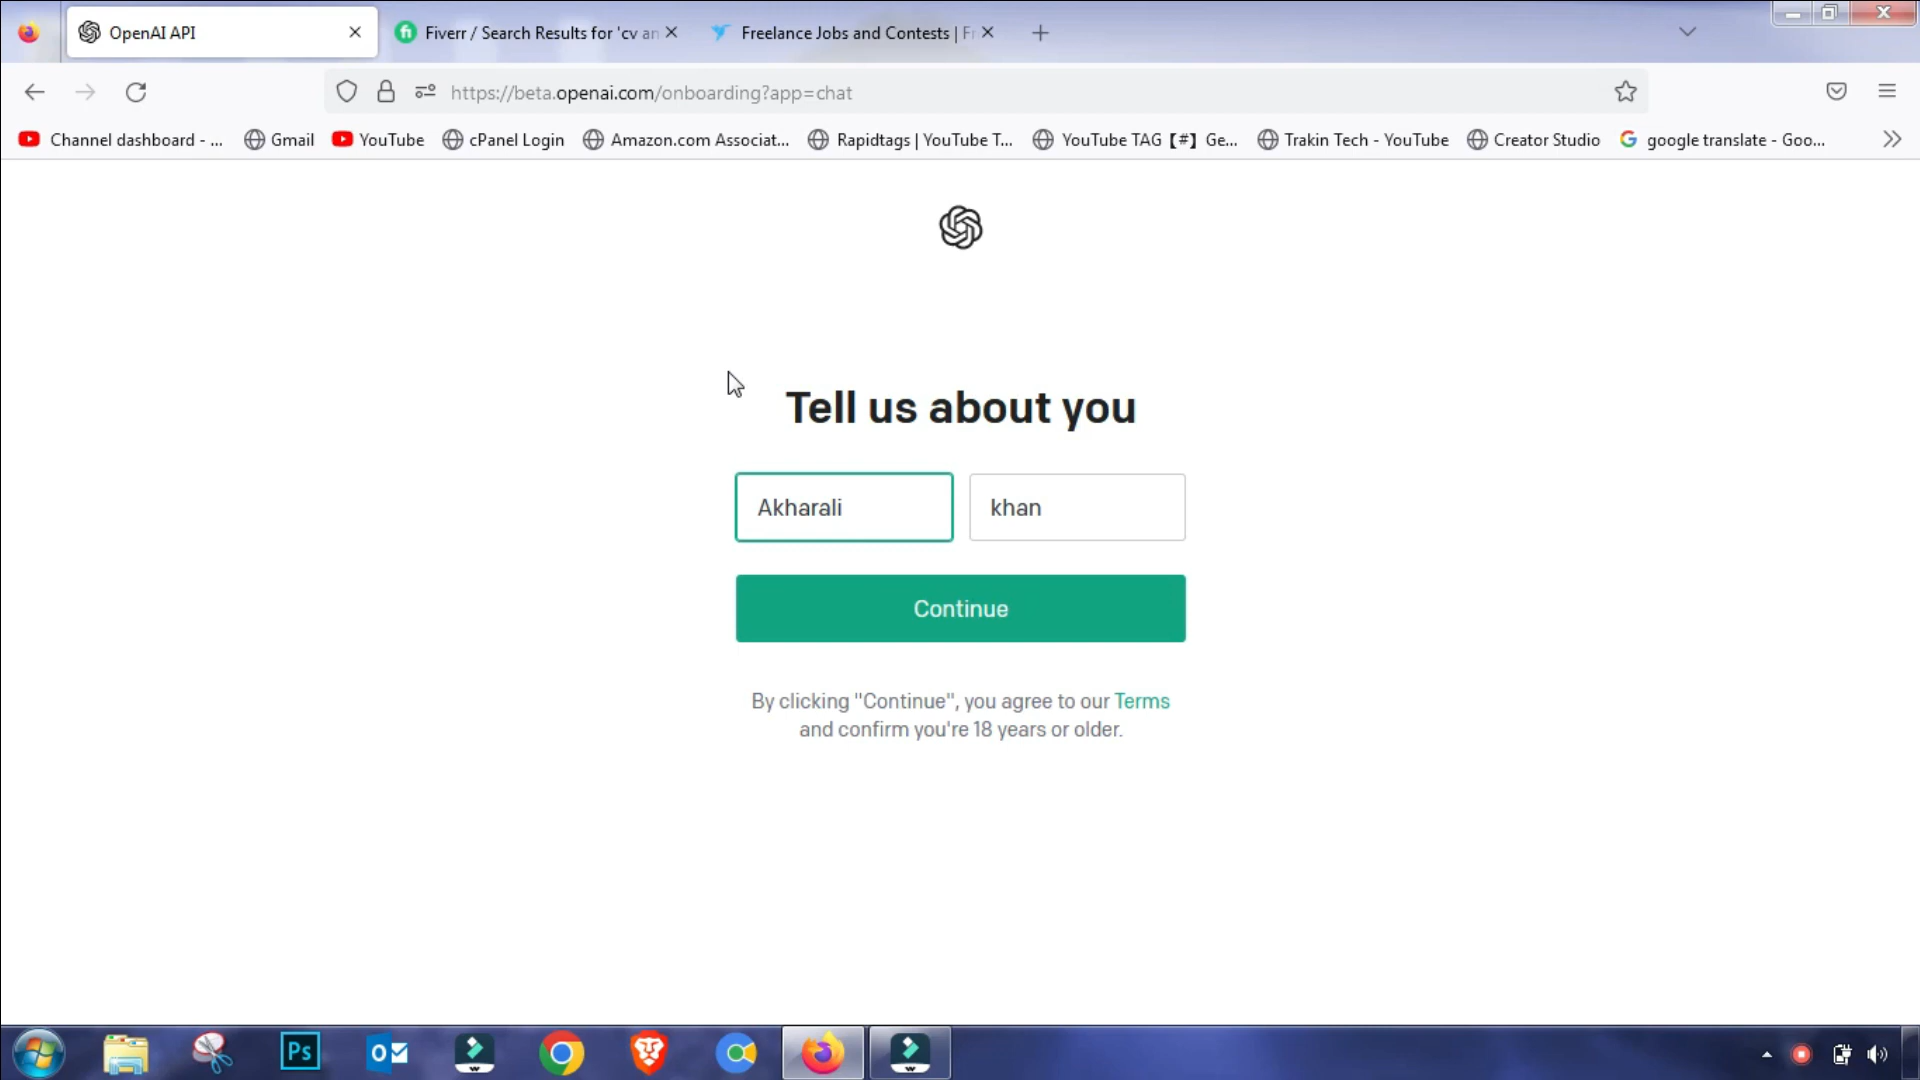 OpenAI API
Fiverr / Search Results for 'cv an
Freelance Jobs and Contests | Fr
https://beta.openai.com/onboarding?app=chat
Channel dashboard - ...
Gmail
YouTube
cPanel Login
Amazon.com Associat...
Rapidtags | YouTube T...
YouTube TAG【#】Ge...
Trakin Tech - YouTube
Creator Studio
google translate - Goo...
Tell us about you
Akharali
khan
Continue
By clicking "Continue", you agree to our Terms
and confirm you're 18 years or older.
Ps